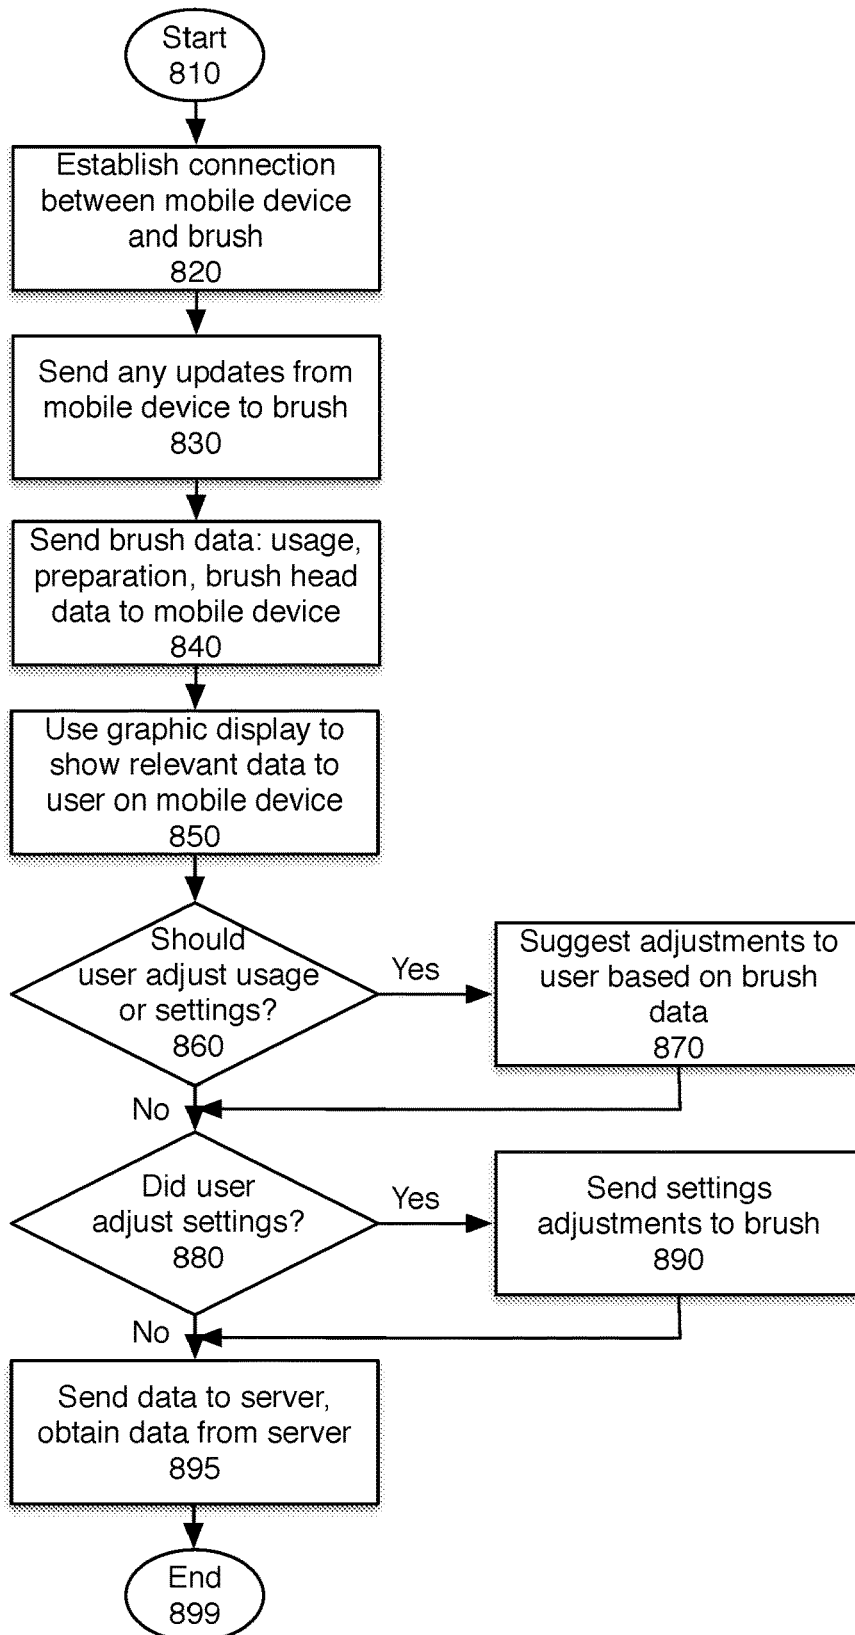 Start
810
Establish connection
between mobile device
and brush
820
Send any updates from
mobile device to brush
830
Send brush data: usage,
preparation, brush head
data to mobile device
840
Use graphic display to
show relevant data to
user on mobile device
850
Should
user adjust usage
or settings?
860
Yes
Suggest adjustments to
user based on brush
data
870
No
Did user
adjust settings?
880
Yes
Send settings
adjustments to brush
890
No
Send data to server,
obtain data from server
895
End
899